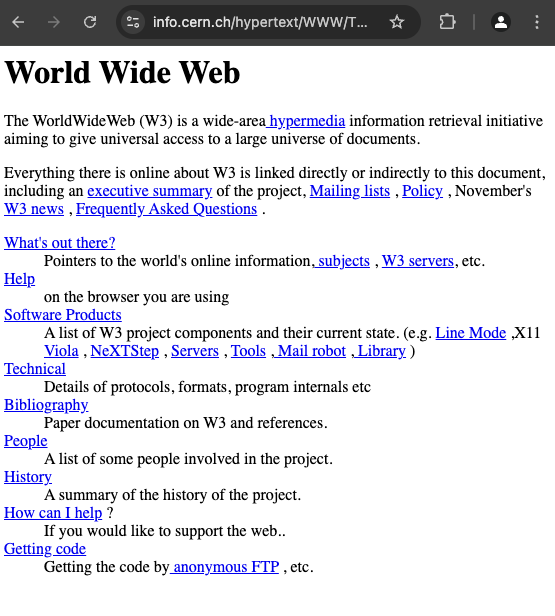 info.cern.ch/hypertext/WWW/T...
World Wide Web
The WorldWideWeb (W3) is a wide-area hypermedia information retrieval initiative
aiming to give universal access to a large universe of documents.
Everything there is online about W3 is linked directly or indirectly to this document,
including an executive summary of the project, Mailing lists , Policy , November's
W3 news , Frequently Asked Questions .
What's out there?
Pointers to the world's online information, subjects , W3 servers, etc.
Help
on the browser you are using
Software Products
A list of W3 project components and their current state. (e.g. Line Mode ,X11
Viola , NeXTStep , Servers , Tools , Mail robot , Library )
Technical
Details of protocols, formats, program internals etc
Bibliography
Paper documentation on W3 and references.
People
A list of some people involved in the project.
History
A summary of the history of the project.
How can I help ?
If you would like to support the web..
Getting code
Getting the code by anonymous FTP , etc.